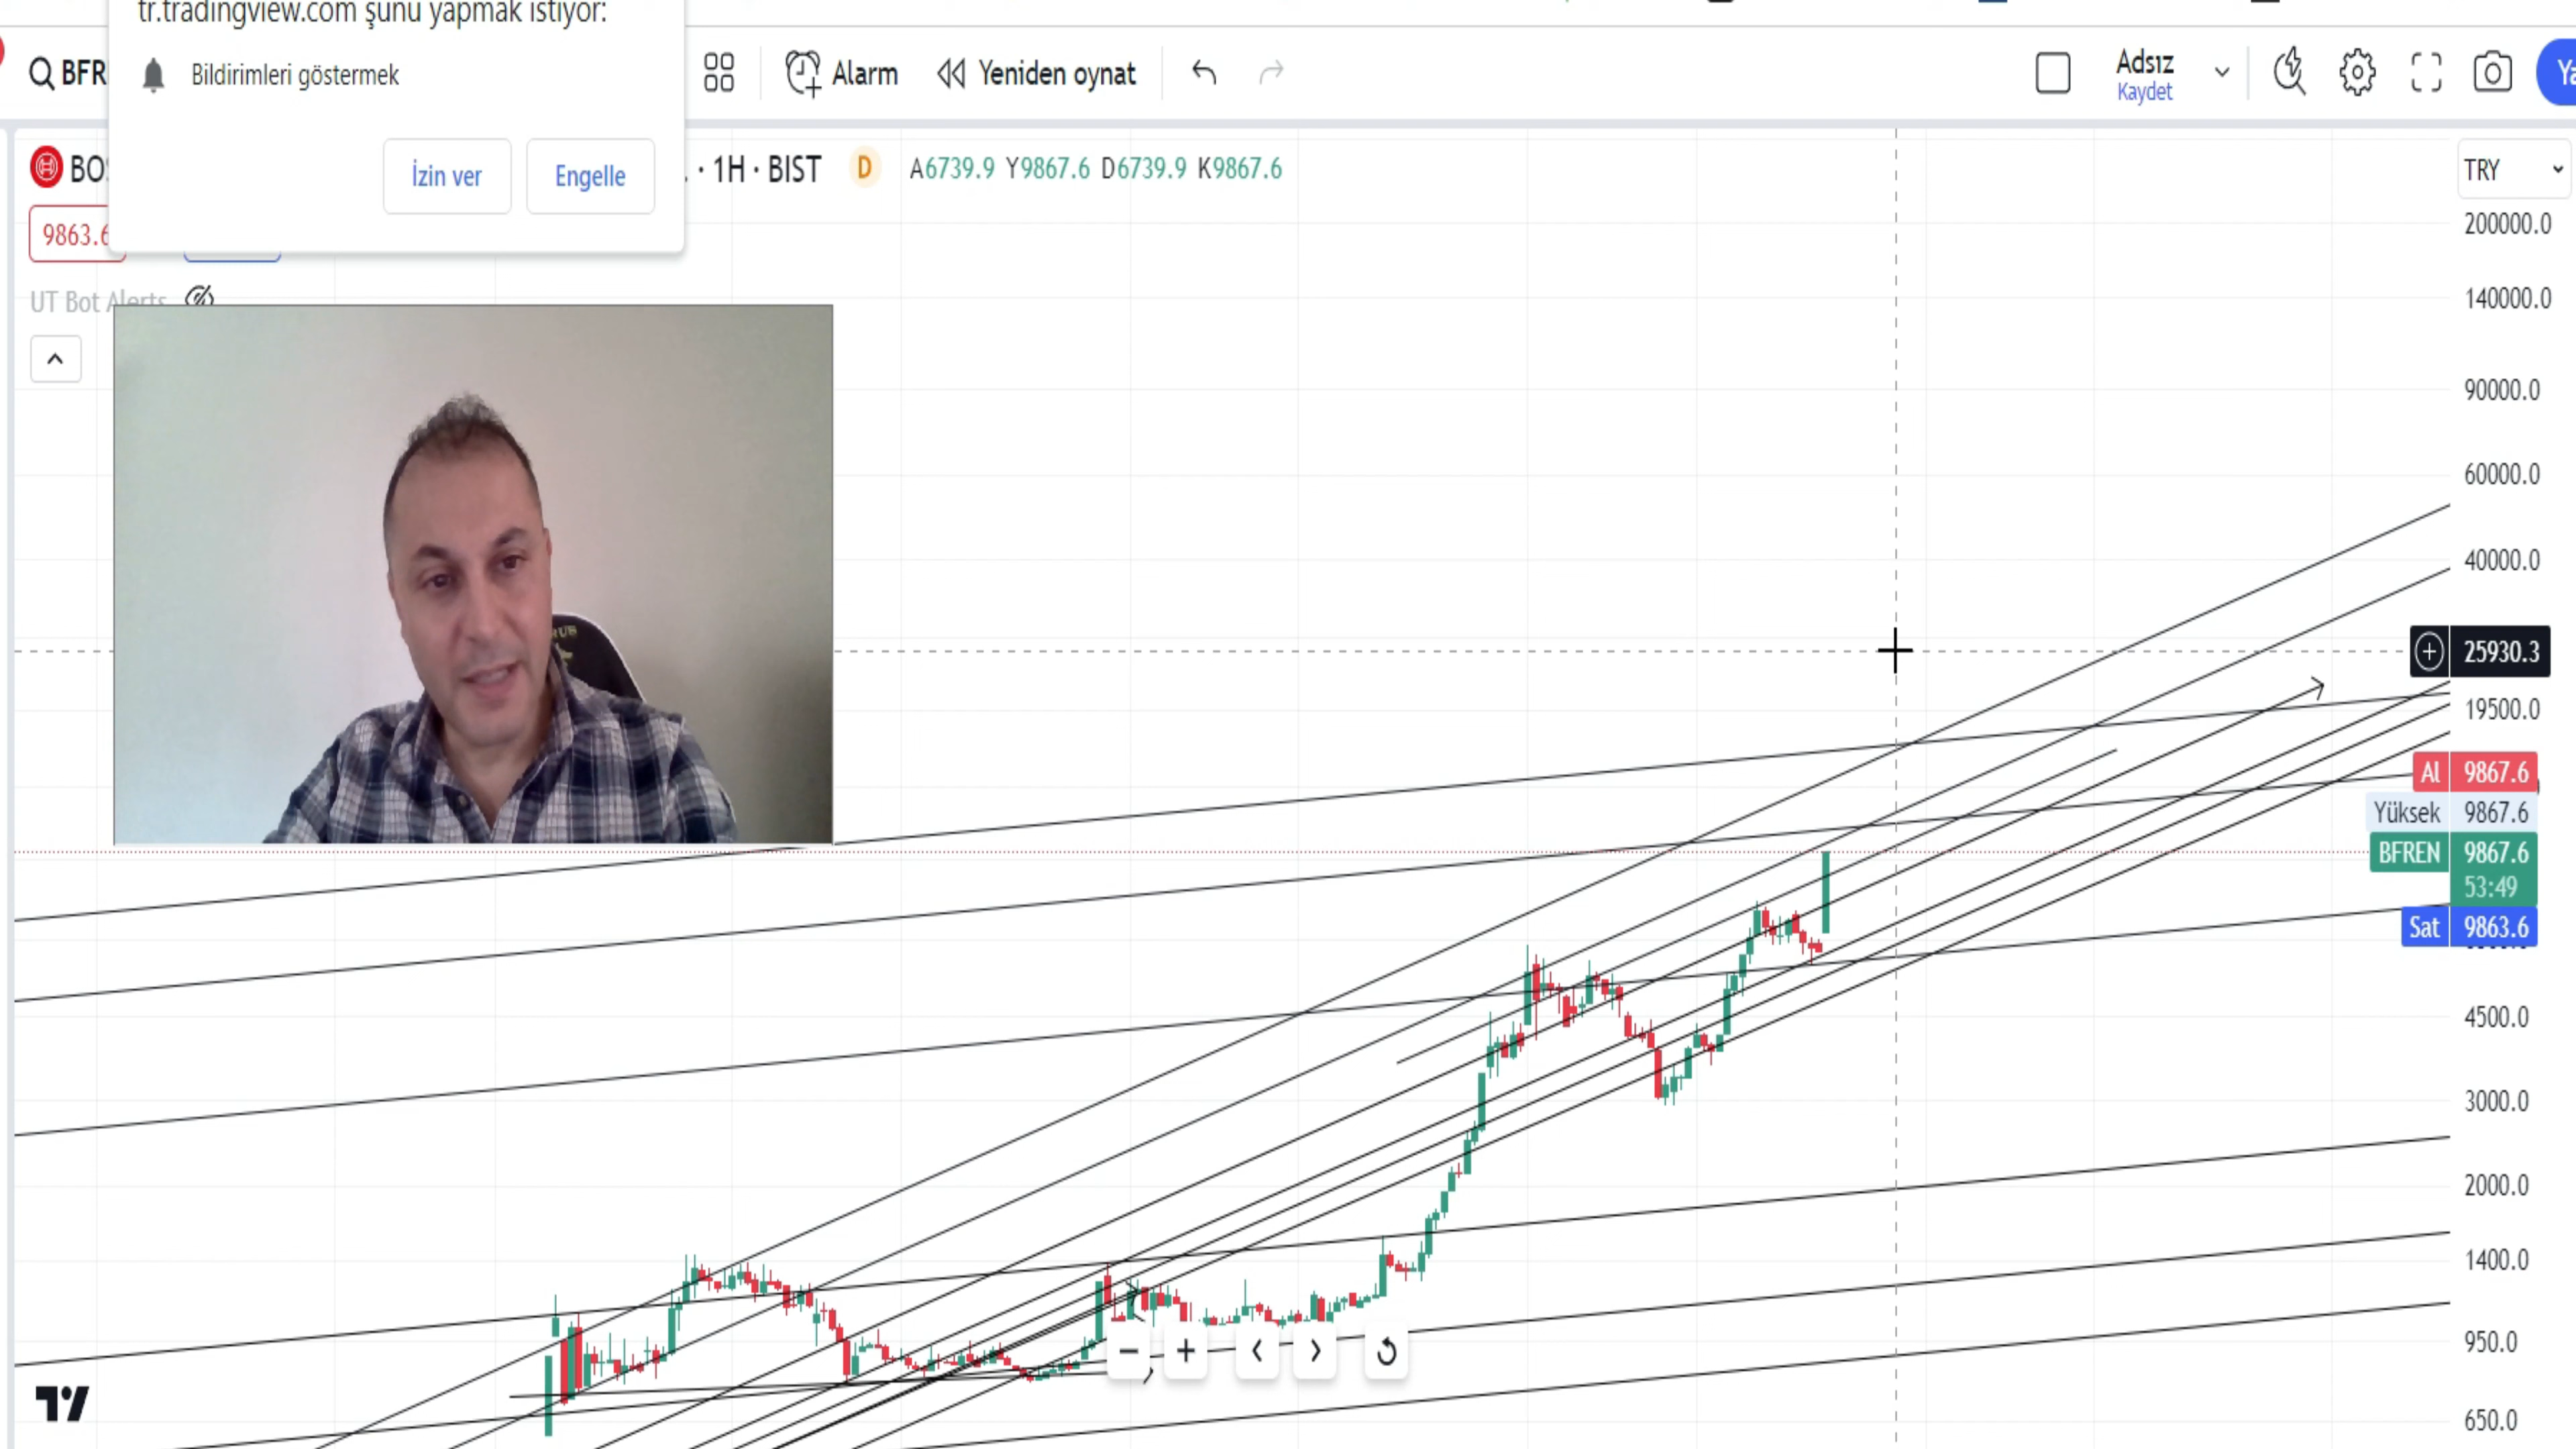 tr.tradingview.com şunu yapmak istiyor:
Bildirimleri göstermek
İzin ver
Engelle
BFR
Alarm
Yeniden oynat
Adsız
Kaydet
BO
. · 1H · BIST
D
A6739.9 Y9867.6 D6739.9 K9867.6
TRY
9863.6
UT Bot Alerts
200000.0
140000.0
90000.0
60000.0
40000.0
25930.3
19500.0
Al 9867.6
Yüksek 9867.6
BFREN 9867.6
53:49
Sat 9863.6
4500.0
3000.0
2000.0
1400.0
950.0
650.0